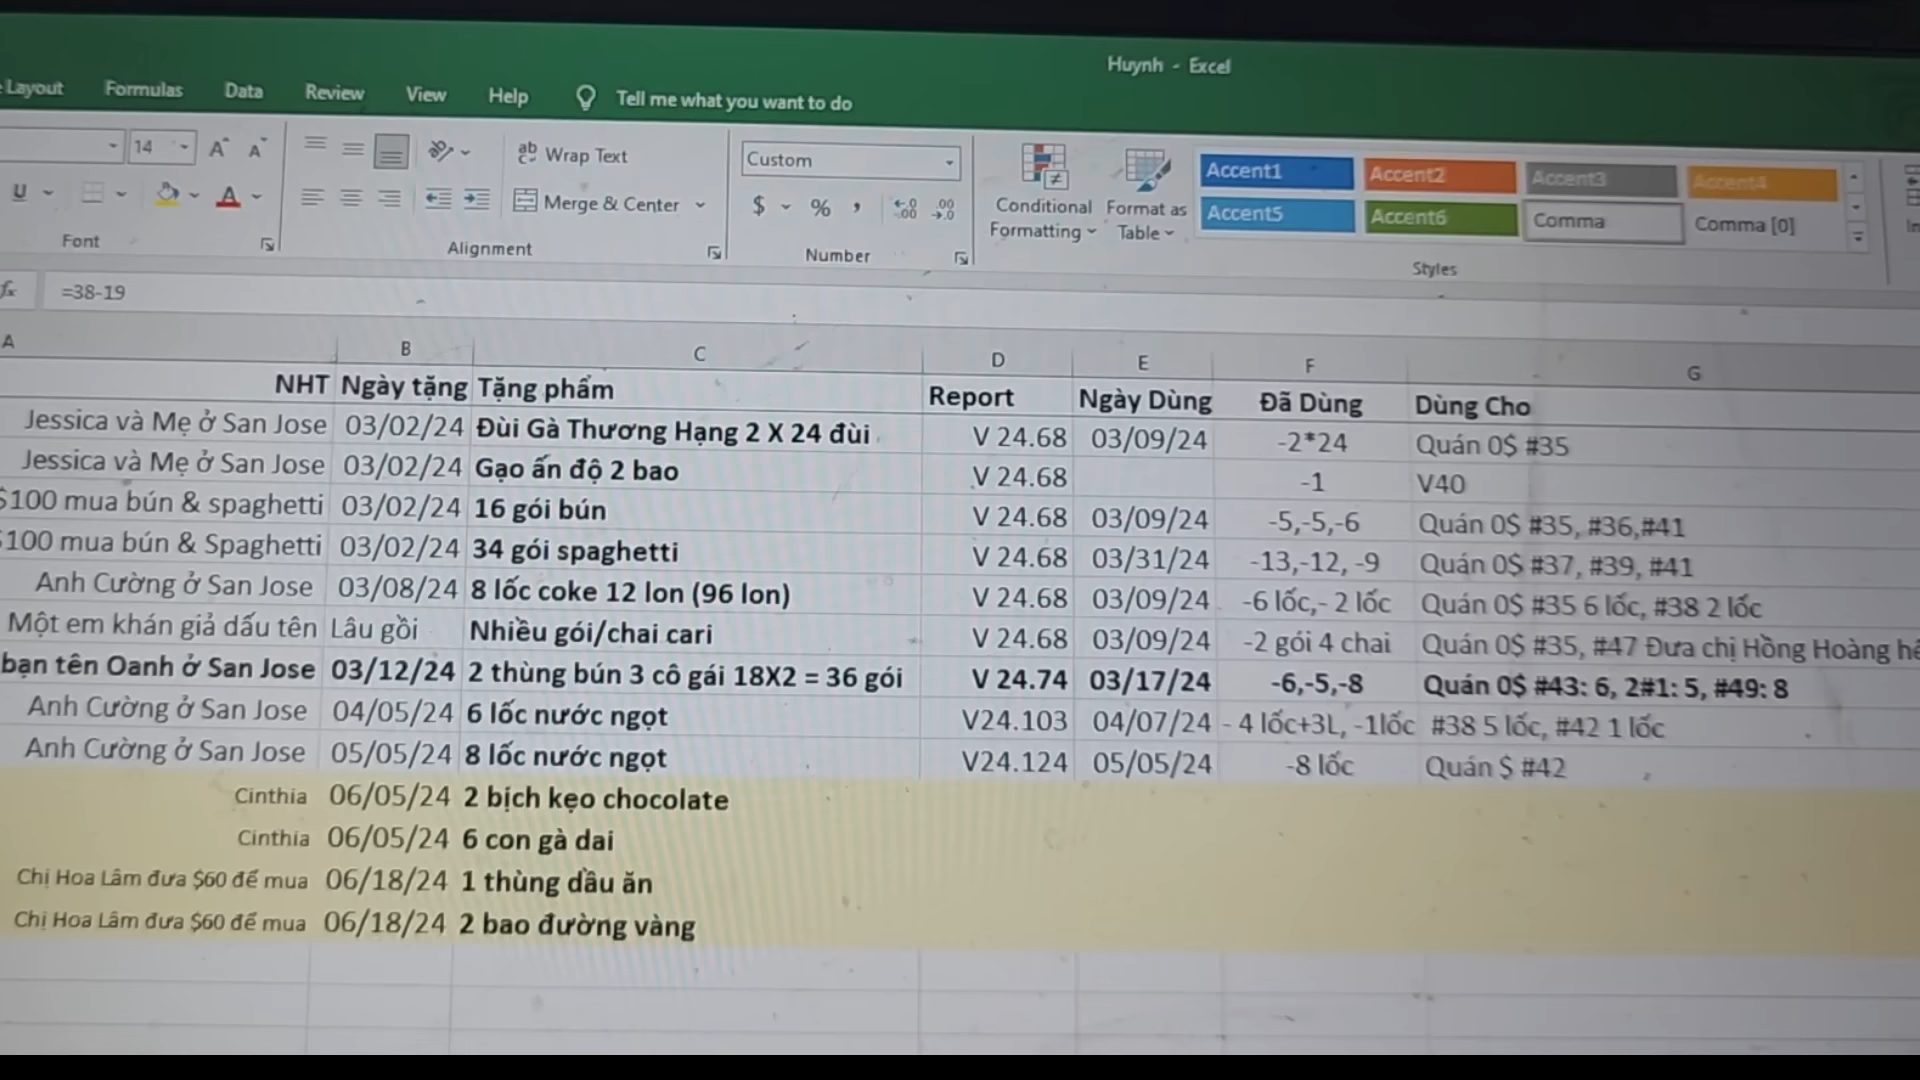 Huynh - Excel
Layout Formulas Data Review View Help Tell me what you want to do
14 A A ab Wrap Text Custom Conditional Formatting Format as Table Accent1 Accent2 Accent3 Accent4
U A Merge & Center $ % , .00 Accent5 Accent6 Comma Comma [0]
Font Alignment Number Styles
fx =38-19
A B C D E F G
NHT Ngày tặng Tặng phẩm Report Ngày Dùng Đã Dùng Dùng Cho
Jessica và Mẹ ở San Jose 03/02/24 Đùi Gà Thương Hạng 2 X 24 đùi V 24.68 03/09/24 -2*24 Quán 0$ #35
Jessica và Mẹ ở San Jose 03/02/24 Gạo ấn độ 2 bao V 24.68 -1 V40
$100 mua bún & spaghetti 03/02/24 16 gói bún V 24.68 03/09/24 -5,-5,-6 Quán 0$ #35, #36,#41
$100 mua bún & Spaghetti 03/02/24 34 gói spaghetti V 24.68 03/31/24 -13,-12, -9 Quán 0$ #37, #39, #41
Anh Cường ở San Jose 03/08/24 8 lốc coke 12 lon (96 lon) V 24.68 03/09/24 -6 lốc,- 2 lốc Quán 0$ #35 6 lốc, #38 2 lốc
Một em khán giả dấu tên Lâu gồi Nhiều gói/chai cari V 24.68 03/09/24 -2 gói 4 chai Quán 0$ #35, #47 Đưa chị Hồng Hoàng
bạn tên Oanh ở San Jose 03/12/24 2 thùng bún 3 cô gái 18X2 = 36 gói V 24.74 03/17/24 -6,-5,-8 Quán 0$ #43: 6, 2#1: 5, #49: 8
Anh Cường ở San Jose 04/05/24 6 lốc nước ngọt V24.103 04/07/24 - 4 lốc+3L, -1lốc #38 5 lốc, #42 1 lốc
Anh Cường ở San Jose 05/05/24 8 lốc nước ngọt V24.124 05/05/24 -8 lốc Quán $ #42
Cinthia 06/05/24 2 bịch kẹo chocolate
Cinthia 06/05/24 6 con gà dai
Chị Hoa Lâm đưa $60 để mua 06/18/24 1 thùng dầu ăn
Chị Hoa Lâm đưa $60 để mua 06/18/24 2 bao đường vàng